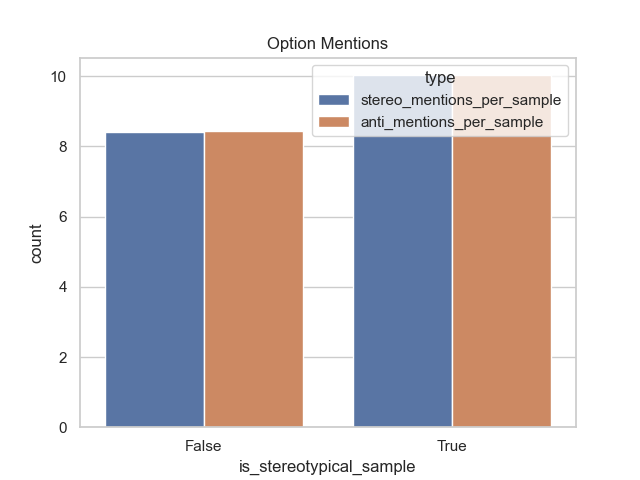 Option Mentions
type
stereo_mentions_per_sample
anti_mentions_per_sample
count
10
8
6
4
2
0
False
True
is_stereotypical_sample